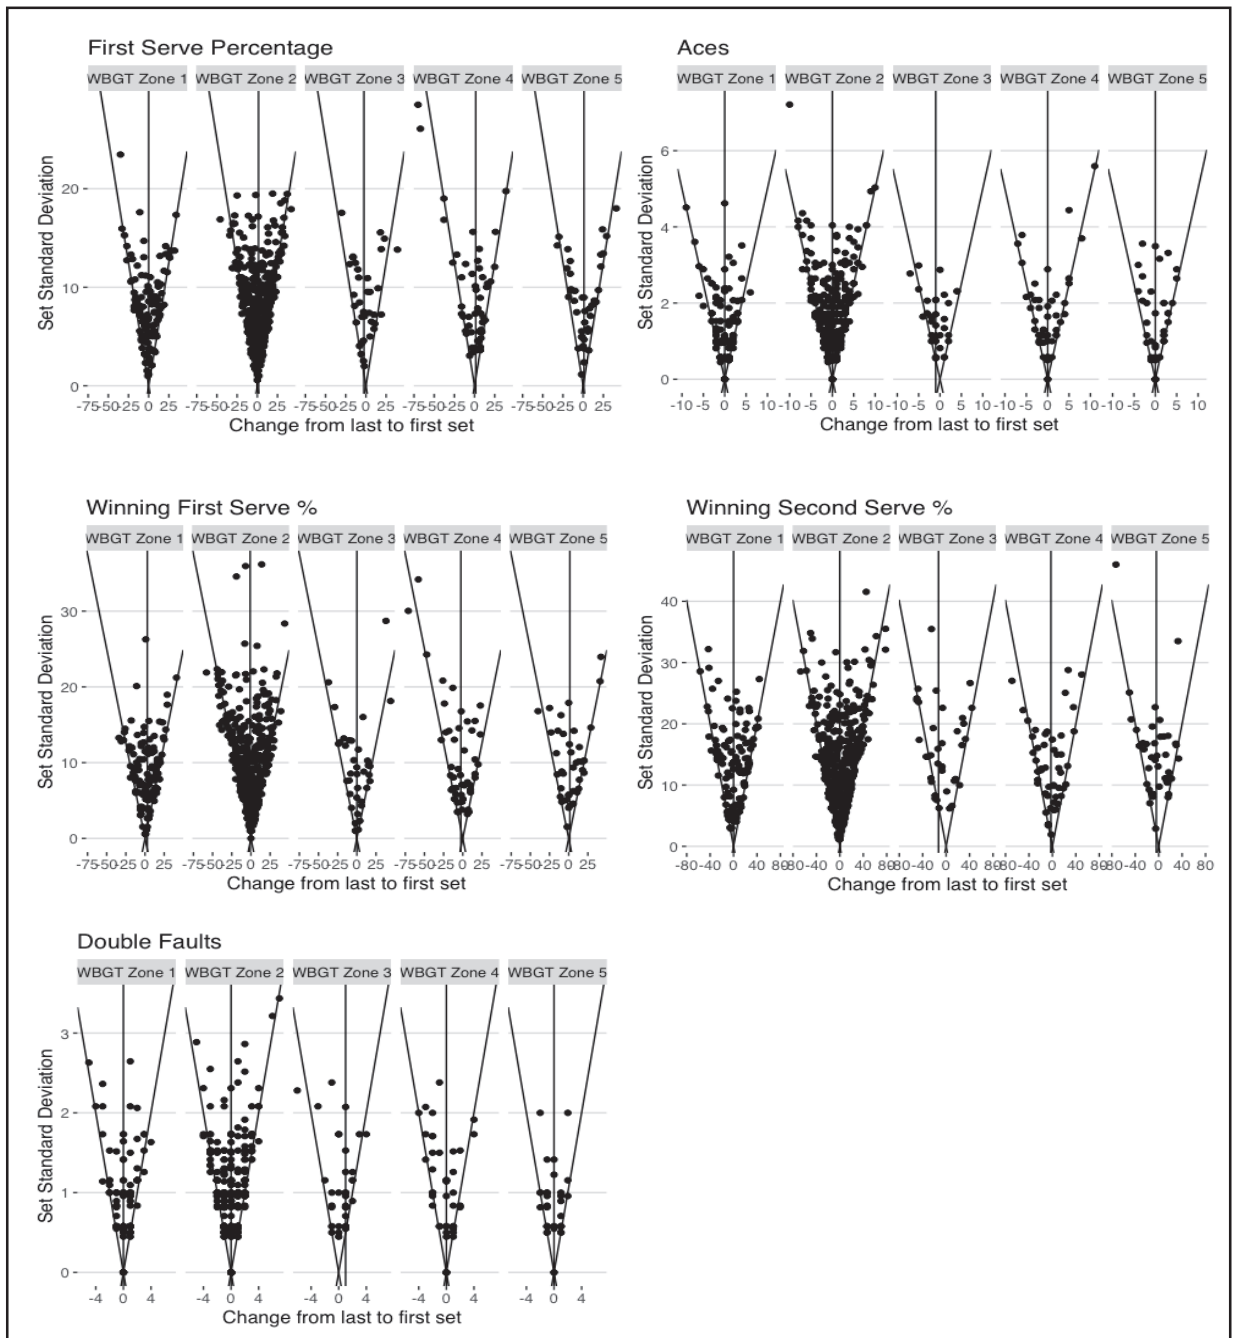 First Serve Percentage
WBGT Zone 1 WBGT Zone 2 WBGT Zone 3 WBGT Zone 4 WBGT Zone 5
Set Standard Deviation
20
10
0
-75-50-25 0 25 -75-50-25 0 25 -75-50-25 0 25 -75-50-25 0 25 -75-50-25 0 25
Change from last to first set
Aces
WBGT Zone 1 WBGT Zone 2 WBGT Zone 3 WBGT Zone 4 WBGT Zone 5
Set Standard Deviation
6
4
2
0
-10 -5 0 5 10 -10 -5 0 5 10 -10 -5 0 5 10 -10 -5 0 5 10 -10 -5 0 5 10
Change from last to first set
Winning First Serve %
WBGT Zone 1 WBGT Zone 2 WBGT Zone 3 WBGT Zone 4 WBGT Zone 5
Set Standard Deviation
30
20
10
0
-75-50-25 0 25 -75-50-25 0 25 -75-50-25 0 25 -75-50-25 0 25 -75-50-25 0 25
Change from last to first set
Winning Second Serve %
WBGT Zone 1 WBGT Zone 2 WBGT Zone 3 WBGT Zone 4 WBGT Zone 5
Set Standard Deviation
40
30
20
10
0
-80 -40 0 40 80 -80 -40 0 40 80 -80 -40 0 40 80 -80 -40 0 40 80 -80 -40 0 40 80
Change from last to first set
Double Faults
WBGT Zone 1 WBGT Zone 2 WBGT Zone 3 WBGT Zone 4 WBGT Zone 5
Set Standard Deviation
3
2
1
0
-4 0 4 -4 0 4 -4 0 4 -4 0 4 -4 0 4
Change from last to first set